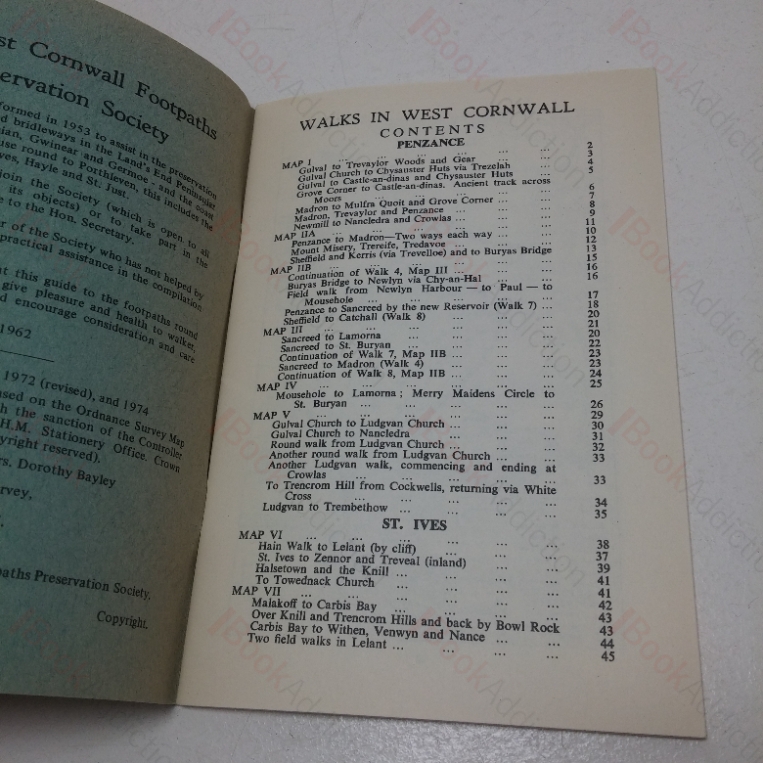 st Cornwall Footpaths
ervation Society
formed in 1953 to assist in the preservation
d bridleways in the Land's End Peninsular
ian, Gwinear and Germoe - and the coast
use round to Porthleven, this includes the
ves, Hayle and St. Just.
join the Society (which is open to all
its objects) or to take part in the
e to the Hon. Secretary.
r of the Society who has not helped by
practical assistance in the compilation
t this guide to the footpaths round
give pleasure and health to walker,
d encourage consideration and care
1962
1972 (revised), and 1974
ased on the Ordnance Survey Map
h the sanction of the Controller
H.M. Stationery Office. Crown
yright reserved).
rs, Dorothy Bayley
rvey,
paths Preservation Society.
Copyright.
WALKS IN WEST CORNWALL
CONTENTS
PENZANCE
MAP I ... ... ... ... ... ... 2
Gulval to Trevaylor Woods and Gear ... ... 3
Gulval Church to Chysauster Huts via Trezelah ... 4
Gulval to Castle-an-dinas and Chysauster Huts ... 5
Grove Corner to Castle-an-dinas. Ancient track across
Moors ... ... ... ... ... 6
Madron to Mulfra Quoit and Grove Corner ... ... 7
Madron, Trevaylor and Penzance ... ... ... 8
Newmill to Nancledra and Crowlas ... ... ... 9
MAP IIA ... ... ... ... ... 11
Penzance to Madron—Two ways each way ... ... 10
Mount Misery, Tereife, Tredavoe ... ... ... 12
Sheffield and Kerris (via Trevelloe) and to Buryas Bridge 13
MAP IIB ... ... ... ... ... 15
Continuation of Walk 4, Map III ... ... ... 16
Buryas Bridge to Newlyn via Chy-an-Hal ... ... 16
Field walk from Newlyn Harbour — to Paul — to
Mousehole ... ... ... ... ... 17
Penzance to Sancreed by the new Reservoir (Walk 7) ... 18
Sheffield to Catchall (Walk 8) ... ... ... 20
MAP III ... ... ... ... ... 21
Sancreed to Lamorna ... ... ... ... 20
Sancreed to St. Buryan ... ... ... ... 22
Continuation of Walk 7, Map IIB ... ... ... 23
Sancreed to Madron (Walk 4) ... ... ... 23
Continuation of Walk 8, Map IIB ... ... ... 24
MAP IV ... ... ... ... ... 25
Mousehole to Lamorna ; Merry Maidens Circle to
St. Buryan ... ... ... ... ... 26
MAP V ... ... ... ... ... 29
Gulval Church to Ludgvan Church ... ... ... 30
Gulval Church to Nancledra ... ... ... 31
Round walk from Ludgvan Church ... ... ... 32
Another round walk from Ludgvan Church ... ... 33
Another Ludgvan walk, commencing and ending at
Crowlas ... ... ... ... ... 33
To Trencrom Hill from Cockwells, returning via White
Cross ... ... ... ... ... 34
Ludgvan to Trembethow ... ... ... ... 35
ST. IVES
MAP VI ... ... ... ... ... 38
Hain Walk to Lelant (by cliff) ... ... ... 37
St. Ives to Zennor and Treveal (inland) ... ... 39
Halsetown and the Knill ... ... ... ... 41
To Towednack Church ... ... ... ... 41
MAP VII ... ... ... ... ... 42
Malakoff to Carbis Bay ... ... ... ... 43
Over Knill and Trencrom Hills and back by Bowl Rock 43
Carbis Bay to Withen, Venwyn and Nance ... ... 44
Two field walks in Lelant ... ... ... ... 45